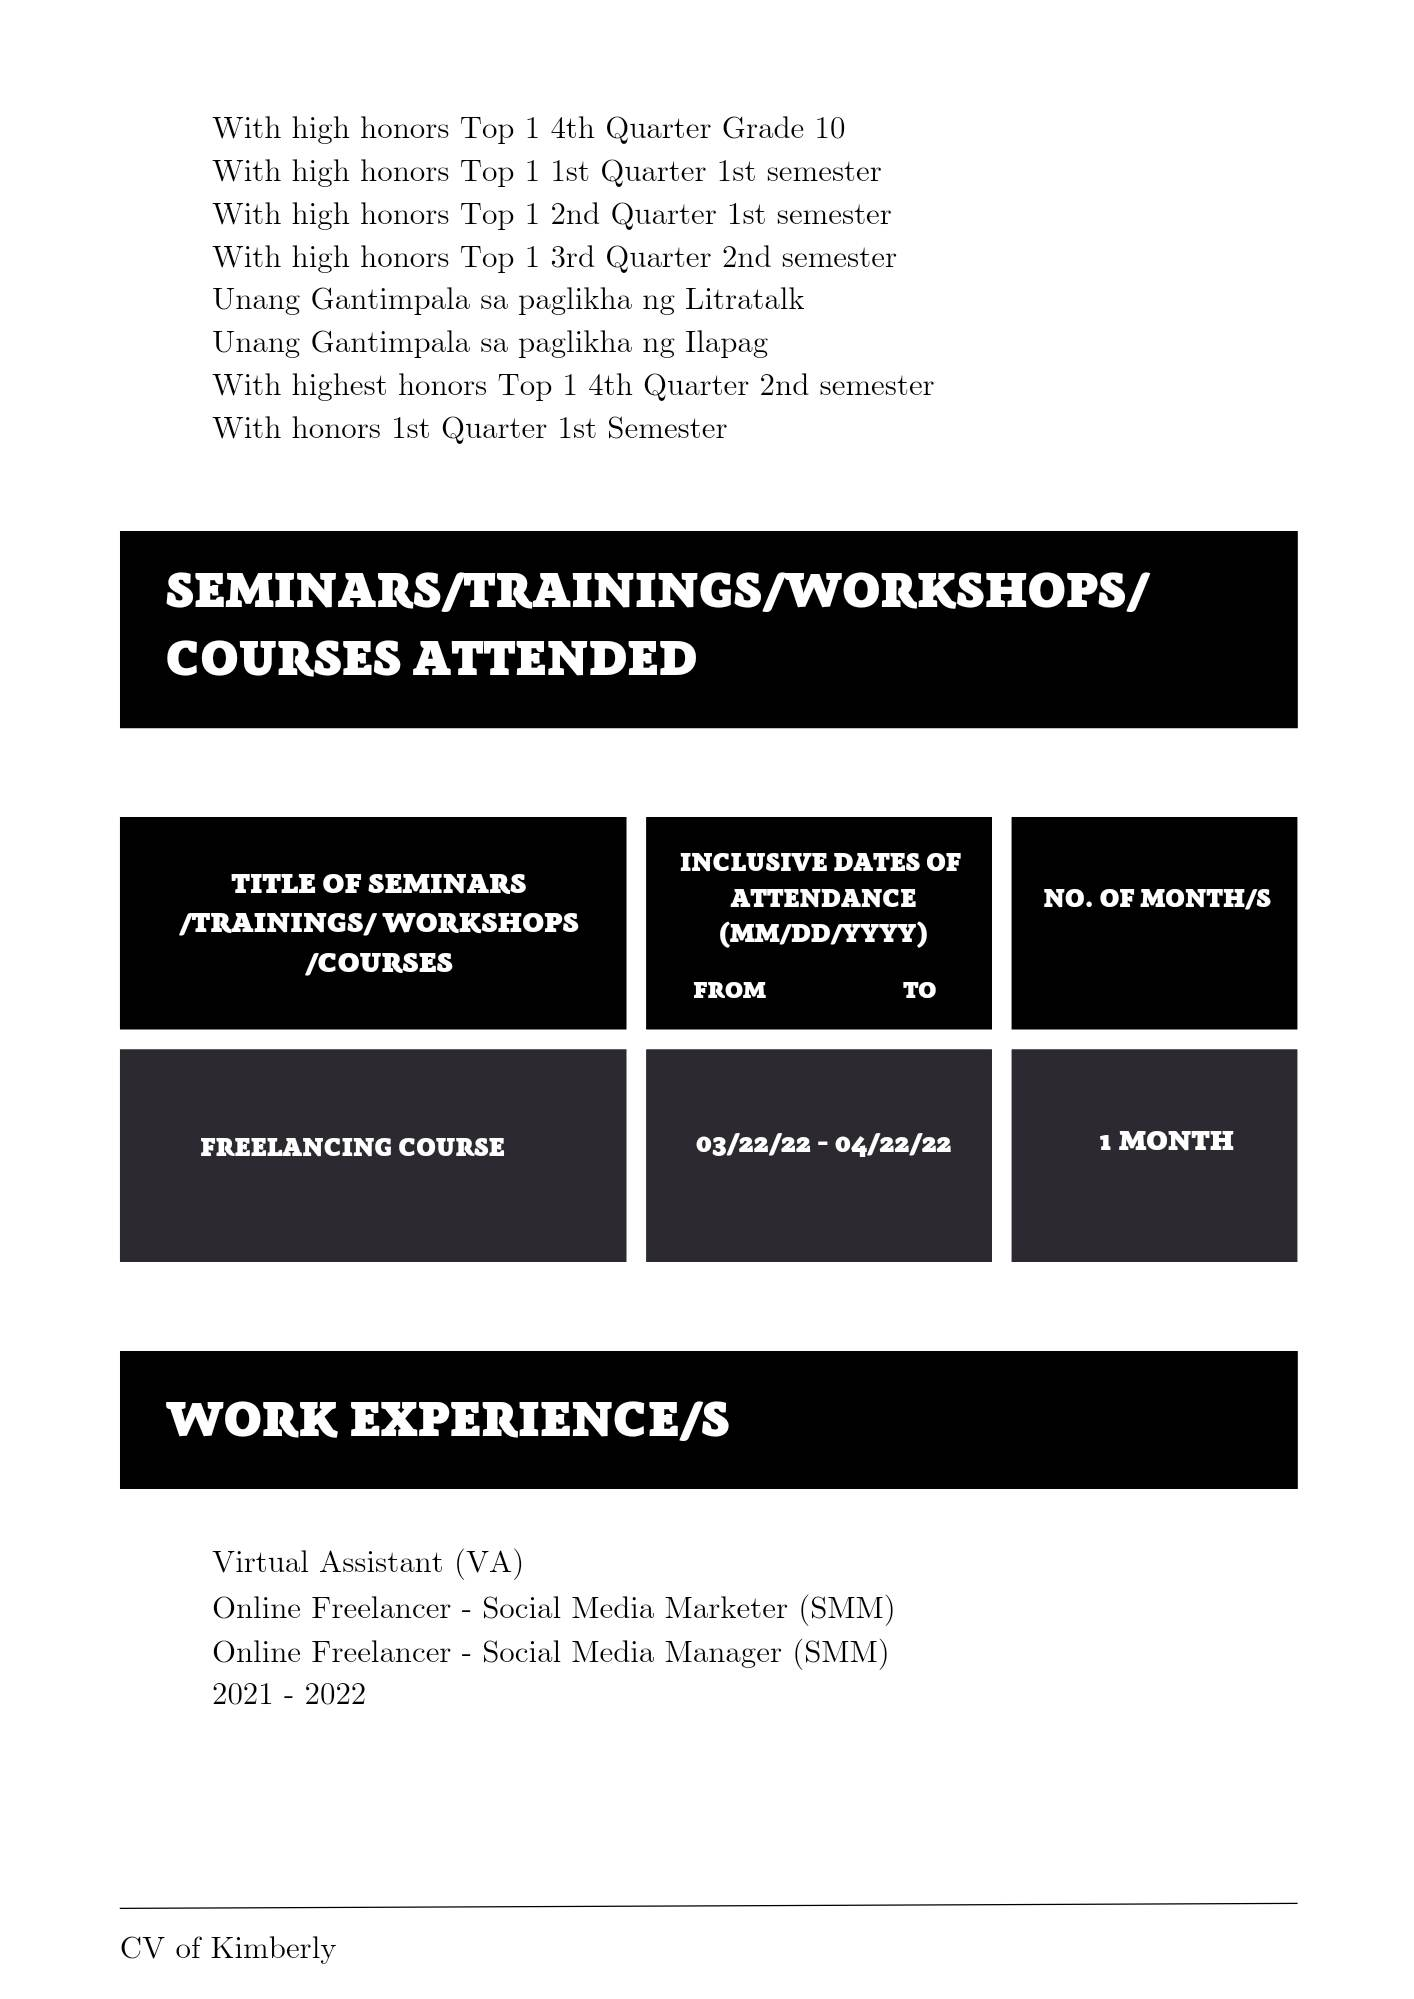 With high honors Top 1 4th Quarter Grade 10
With high honors Top 1 1st Quarter 1st semester
With high honors Top 1 2nd Quarter 1st semester
With high honors Top 1 3rd Quarter 2nd semester
Unang Gantimpala sa paglikha ng Litratalk
Unang Gantimpala sa paglikha ng Ilapag
With highest honors Top 1 4th Quarter 2nd semester
With honors 1st Quarter 1st Semester
SEMINARS/TRAININGS/WORKSHOPS/
COURSES ATTENDED
TITLE OF SEMINARS
/TRAININGS/ WORKSHOPS
/COURSES
INCLUSIVE DATES OF
ATTENDANCE
(MM/DD/YYYY)
FROM TO
NO. OF MONTH/S
FREELANCING COURSE
03/22/22 - 04/22/22
1 MONTH
WORK EXPERIENCE/S
Virtual Assistant (VA)
Online Freelancer - Social Media Marketer (SMM)
Online Freelancer - Social Media Manager (SMM)
2021 - 2022
CV of Kimberly